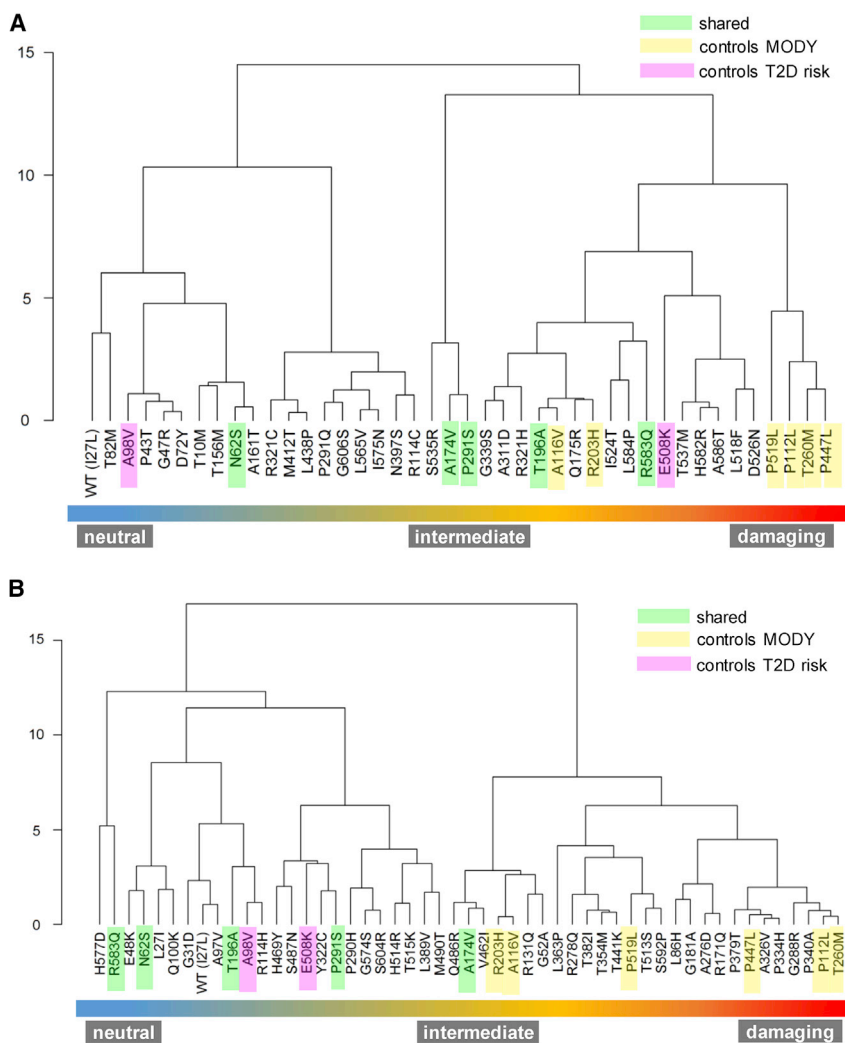 A
shared
controls MODY
controls T2D risk
15
10
5
0
WT (I27L)
T82M
A98V
P43T
G47R
D72Y
T10M
T156M
N62S
A161T
R321C
M412T
L438P
P291Q
G606S
L565V
I575N
N397S
R114C
S535R
A174V
P291S
G339S
A311D
R321H
T196A
A116V
Q175R
R203H
I524T
L584P
R583Q
E508K
T537M
H582R
A586T
L518F
D526N
P519L
P112L
T260M
P447L
neutral
intermediate
damaging
B
shared
controls MODY
controls T2D risk
15
10
5
0
H577D
R583Q
E48K
N62S
L27I
Q100K
G31D
WT (I27L)
A97V
T196A
A98V
R114H
H469Y
S487N
E508K
Y322C
P291S
P290H
G574S
S604R
H514R
T515K
L389V
M490T
Q486R
A174V
V462I
R203H
A116V
R131Q
G52A
L363P
R278Q
T382I
T354M
T441K
P519L
T513S
S592P
L86H
G181A
A276D
R171Q
P379T
P447L
A326V
P334H
G288R
P340A
P112L
T260M
neutral
intermediate
damaging